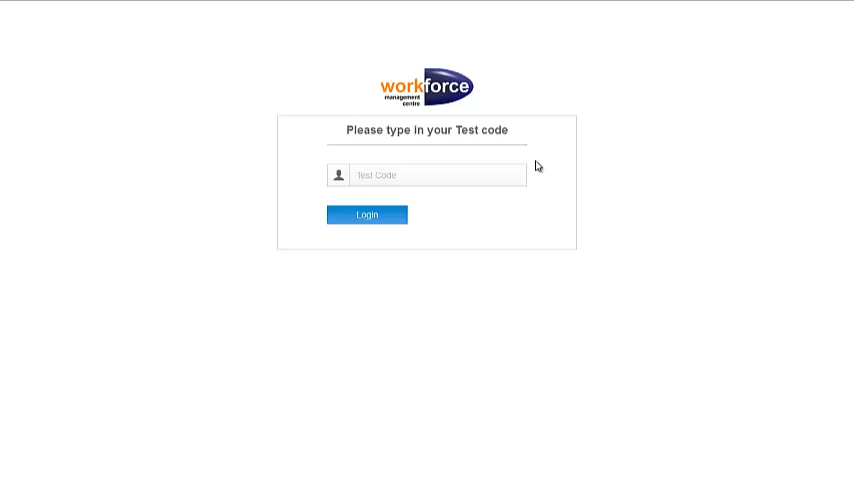 workforce
management
centre
Please type in your Test code
Test Code
Login